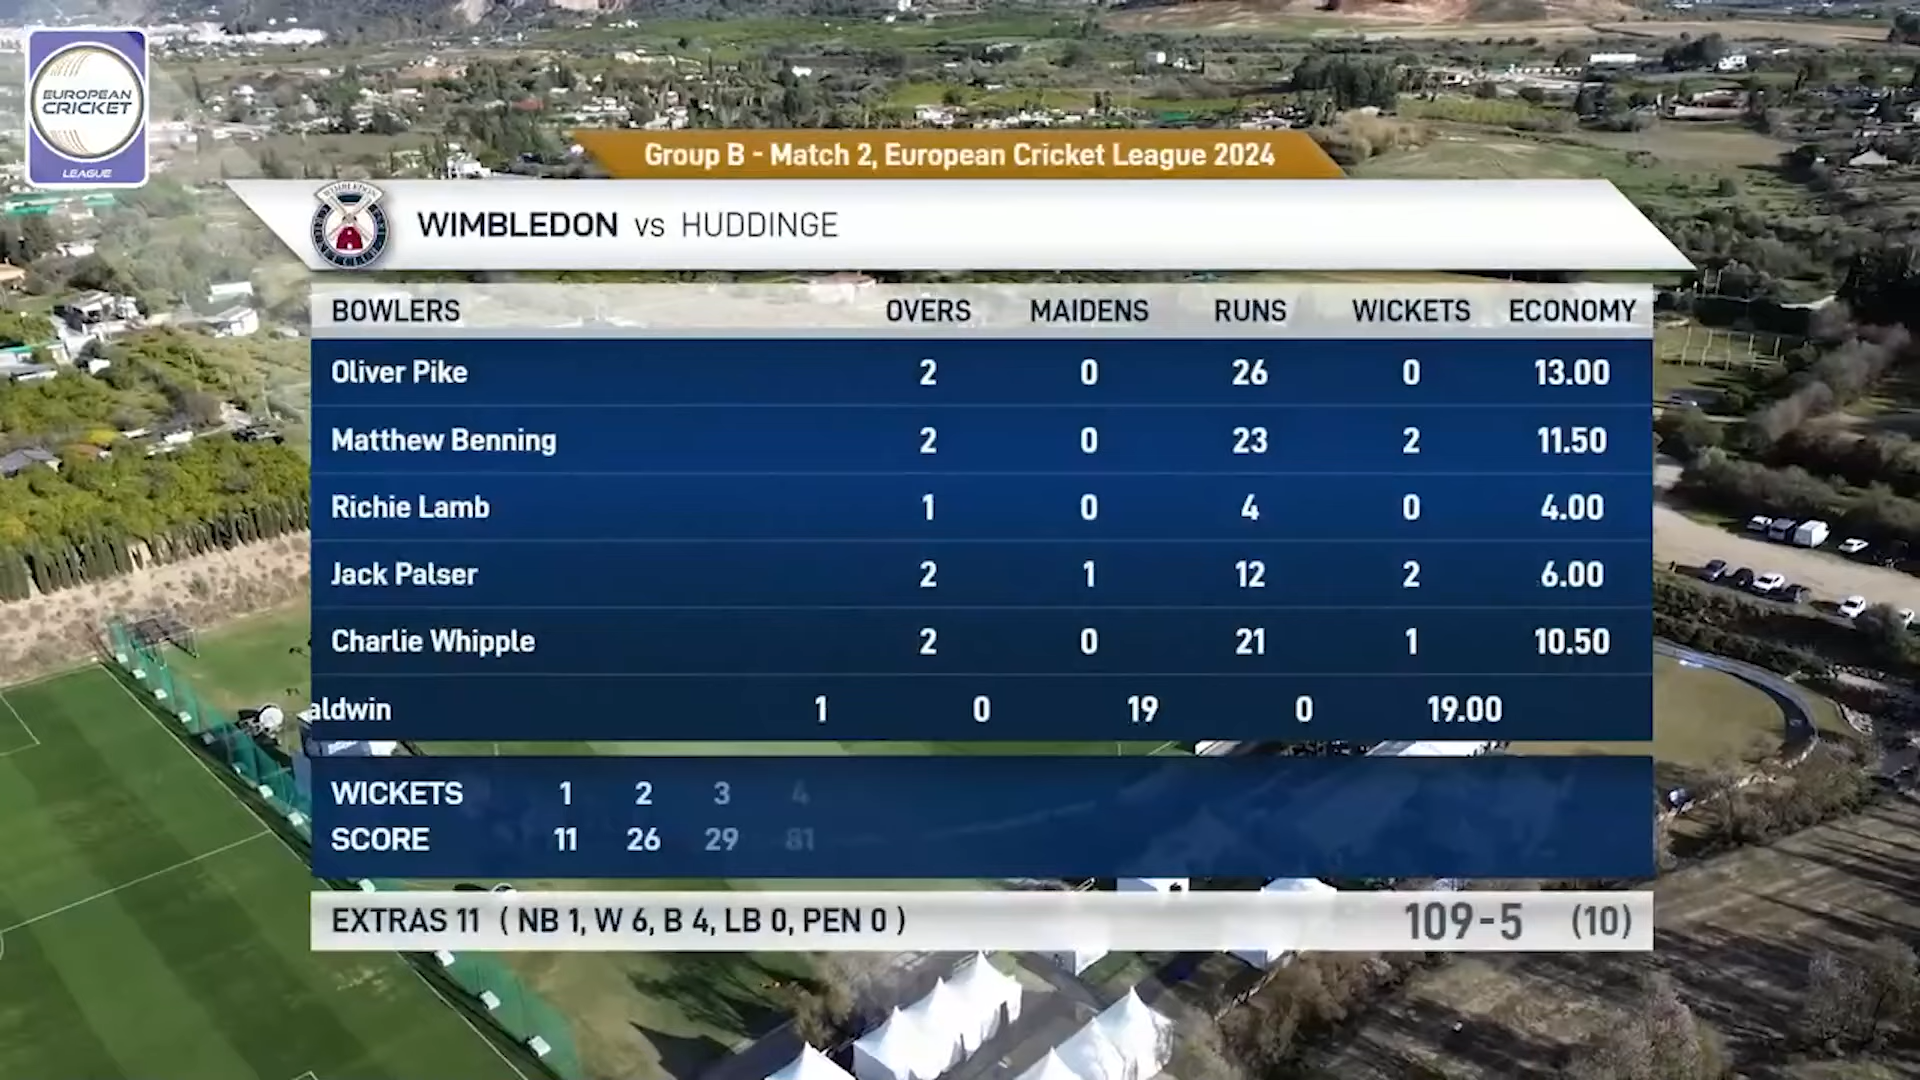 EUROPEAN
CRICKET
LEAGUE
Group B - Match 2, European Cricket League 2024
WIMBLEDON vs HUDDINGE
BOWLERS OVERS MAIDENS RUNS WICKETS ECONOMY
Oliver Pike 2 0 26 0 13.00
Matthew Benning 2 0 23 2 11.50
Richie Lamb 1 0 4 0 4.00
Jack Palser 2 1 12 2 6.00
Charlie Whipple 2 0 21 1 10.50
aldwin 1 0 19 0 19.00
WICKETS 1 2 3 4
SCORE 11 26 29 81
EXTRAS 11 ( NB 1, W 6, B 4, LB 0, PEN 0 ) 109-5 (10)